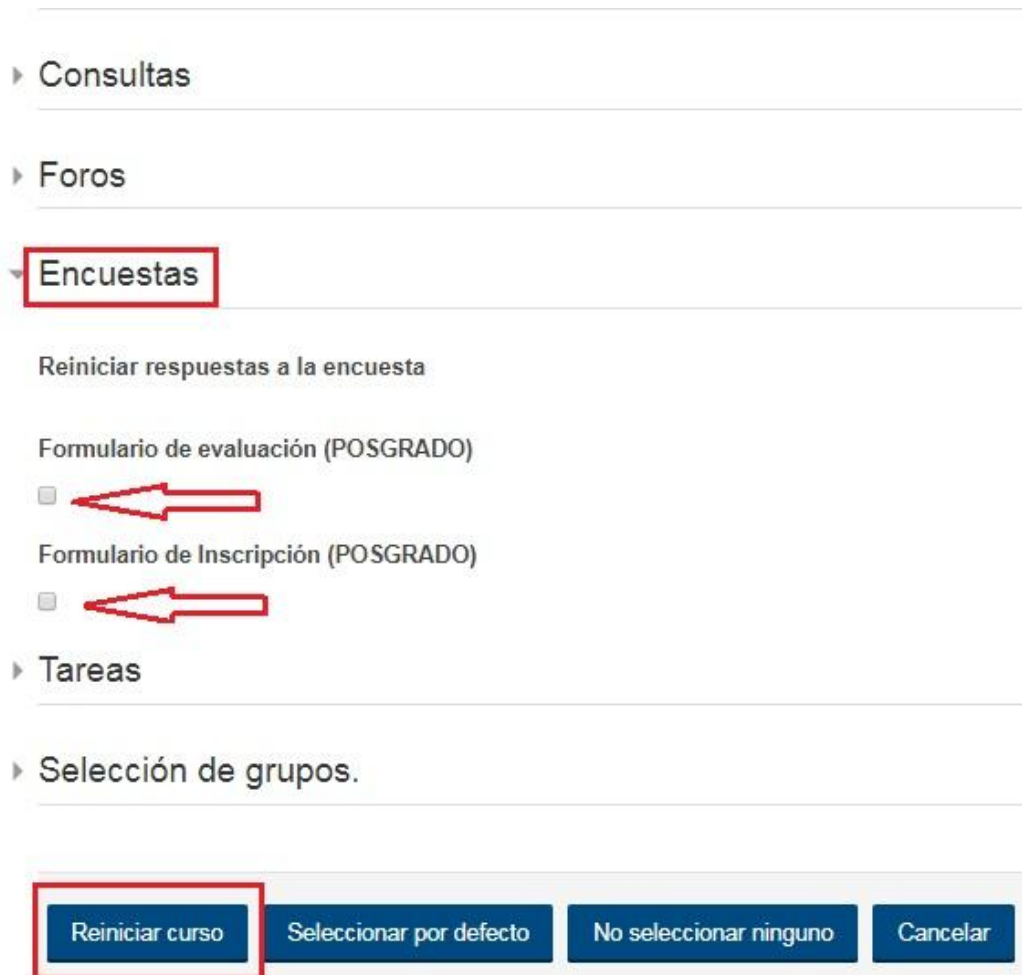 Consultas
Foros
Encuestas
Reiniciar respuestas a la encuesta
Formulario de evaluación (POSGRADO)
Formulario de Inscripción (POSGRADO)
Tareas
Selección de grupos.
Reiniciar curso Seleccionar por defecto No seleccionar ninguno Cancelar